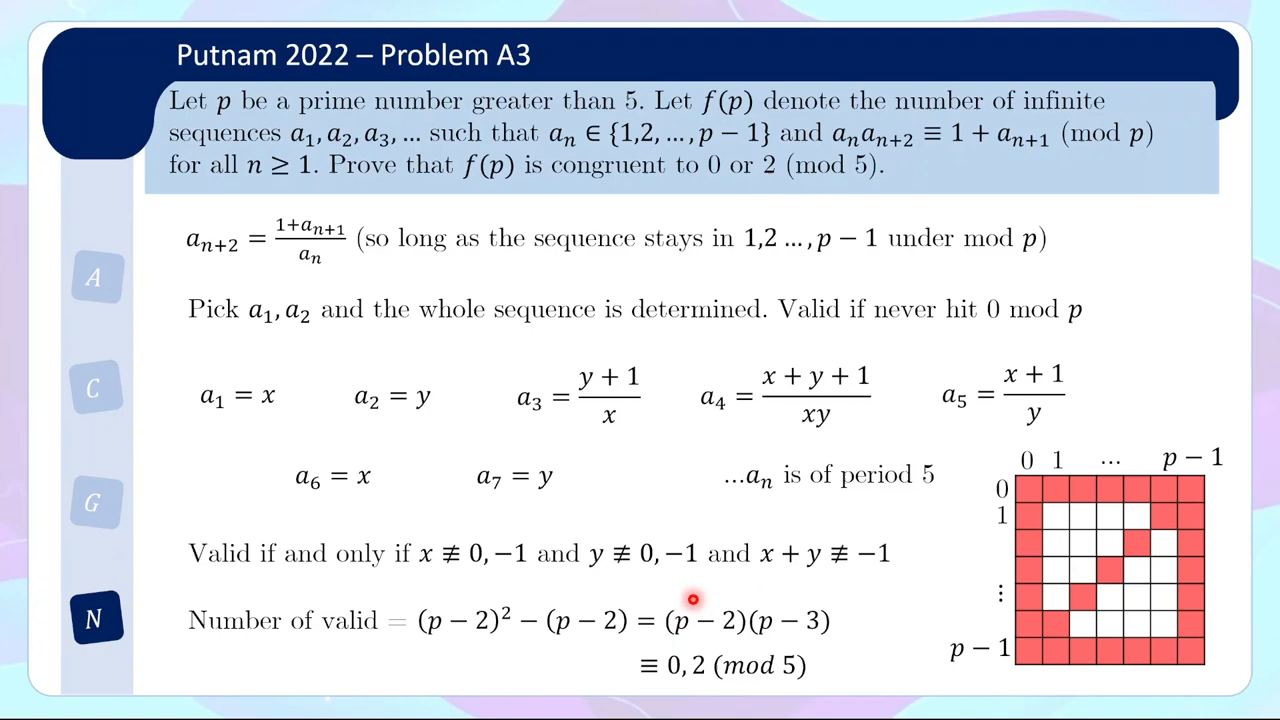 Putnam 2022 – Problem A3
Let p be a prime number greater than 5. Let f(p) denote the number of infinite
sequences a₁, a₂, a₃, … such that aₙ ∈ {1,2, … , p − 1} and aₙaₙ₊₂ ≡ 1 + aₙ₊₁ (mod p)
for all n ≥ 1. Prove that f(p) is congruent to 0 or 2 (mod 5).
aₙ₊₂ = (1+aₙ₊₁)/aₙ (so long as the sequence stays in 1,2 … , p − 1 under mod p)
A
Pick a₁, a₂ and the whole sequence is determined. Valid if never hit 0 mod p
C
a₁ = x a₂ = y a₃ = (y + 1)/x a₄ = (x + y + 1)/(xy) a₅ = (x + 1)/y
a₆ = x a₇ = y …aₙ is of period 5
G
0 1 … p − 1
0
1
⋮
p − 1
Valid if and only if x ≢ 0, −1 and y ≢ 0, −1 and x + y ≢ −1
N
Number of valid = (p − 2)² − (p − 2) = (p − 2)(p − 3)
≡ 0, 2 (mod 5)